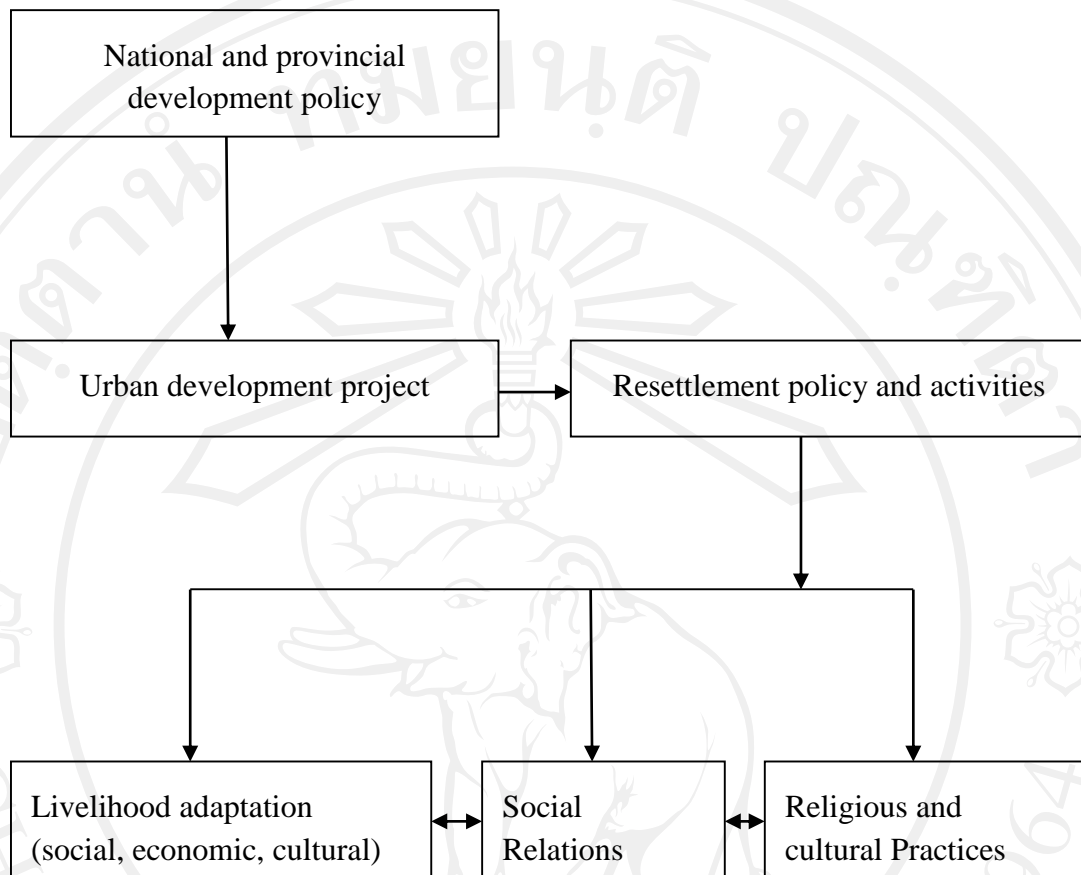 National and provincial
development policy
Urban development project
Resettlement policy and activities
Livelihood adaptation
(social, economic, cultural)
Social
Relations
Religious and
cultural Practices